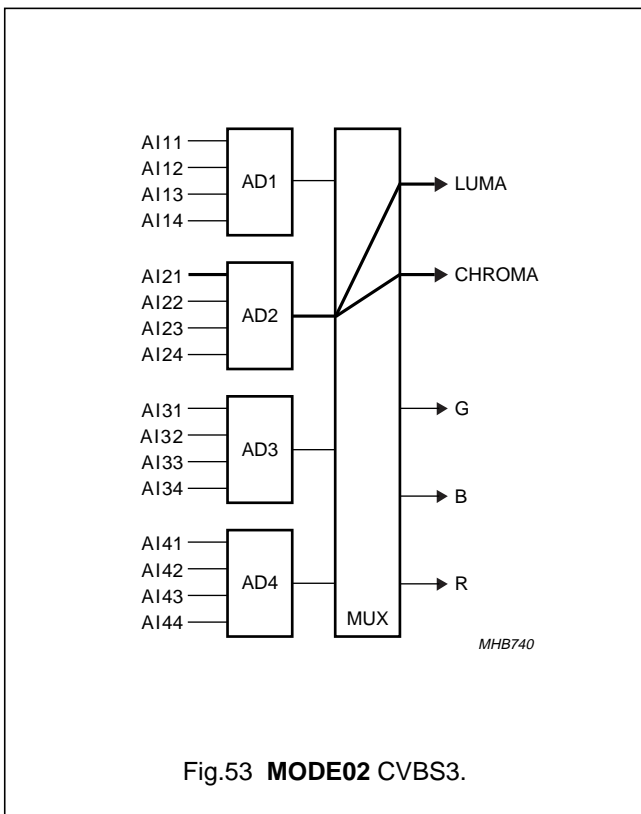 AI11
AI12
AI13
AI14
AD1
AI21
AI22
AI23
AI24
AD2
AI31
AI32
AI33
AI34
AD3
AI41
AI42
AI43
AI44
AD4
MUX
LUMA
CHROMA
G
B
R
MHB740
Fig.53 MODE02 CVBS3.